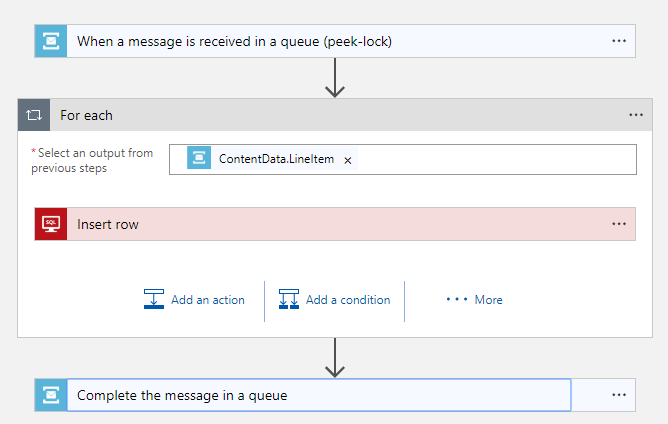 When a message is received in a queue (peek-lock)
...
For each
...
*Select an output from
previous steps
ContentData.LineItem x
SQL
Insert row
...
Add an action
Add a condition
... More
Complete the message in a queue
...